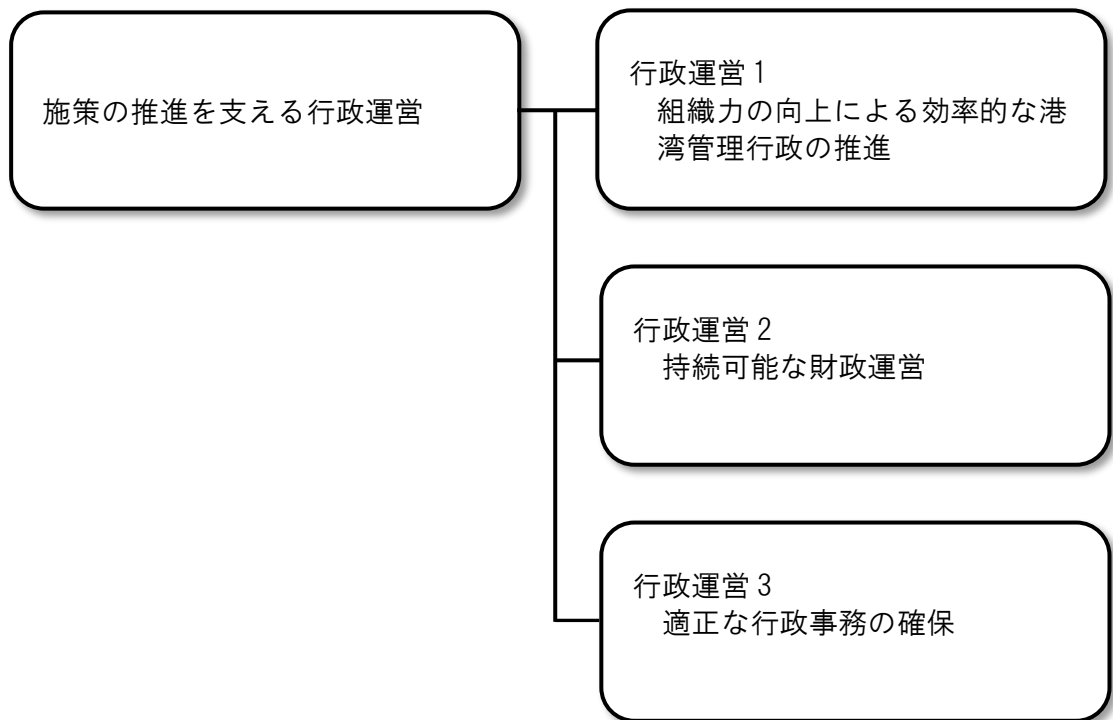 施策の推進を支える行政運営
行政運営１
組織力の向上による効率的な港
湾管理行政の推進
行政運営２
持続可能な財政運営
行政運営３
適正な行政事務の確保